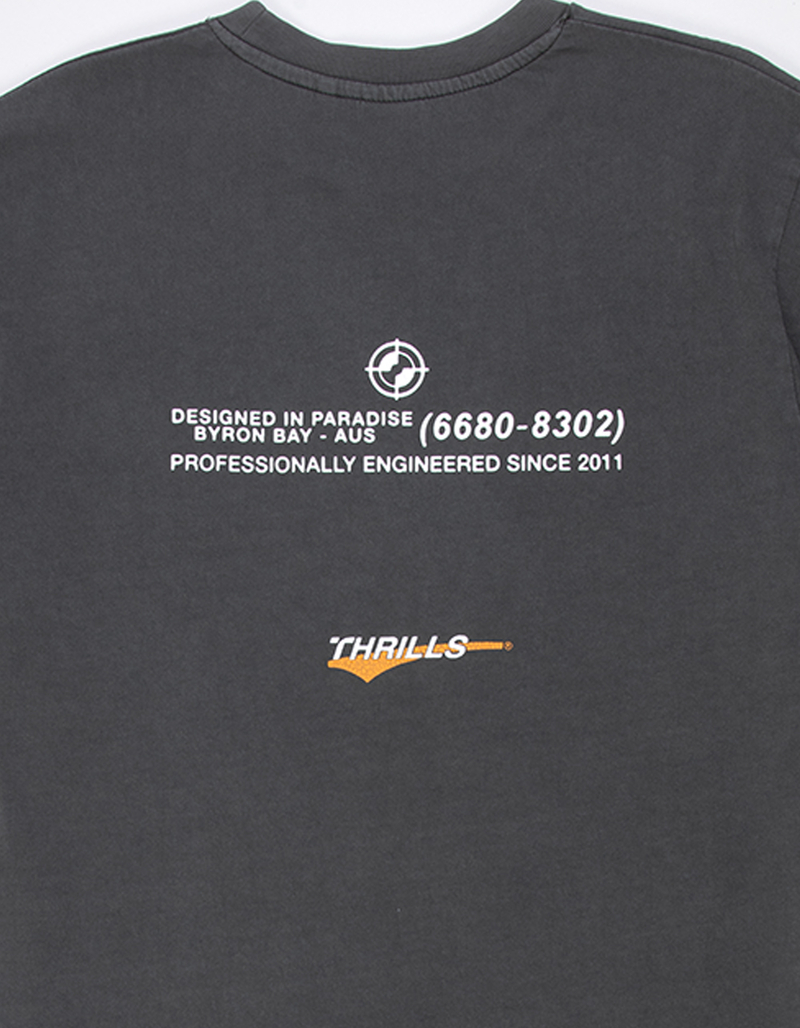 DESIGNED IN PARADISE
BYRON BAY - AUS
(6680-8302)
PROFESSIONALLY ENGINEERED SINCE 2011
THRILLS ®